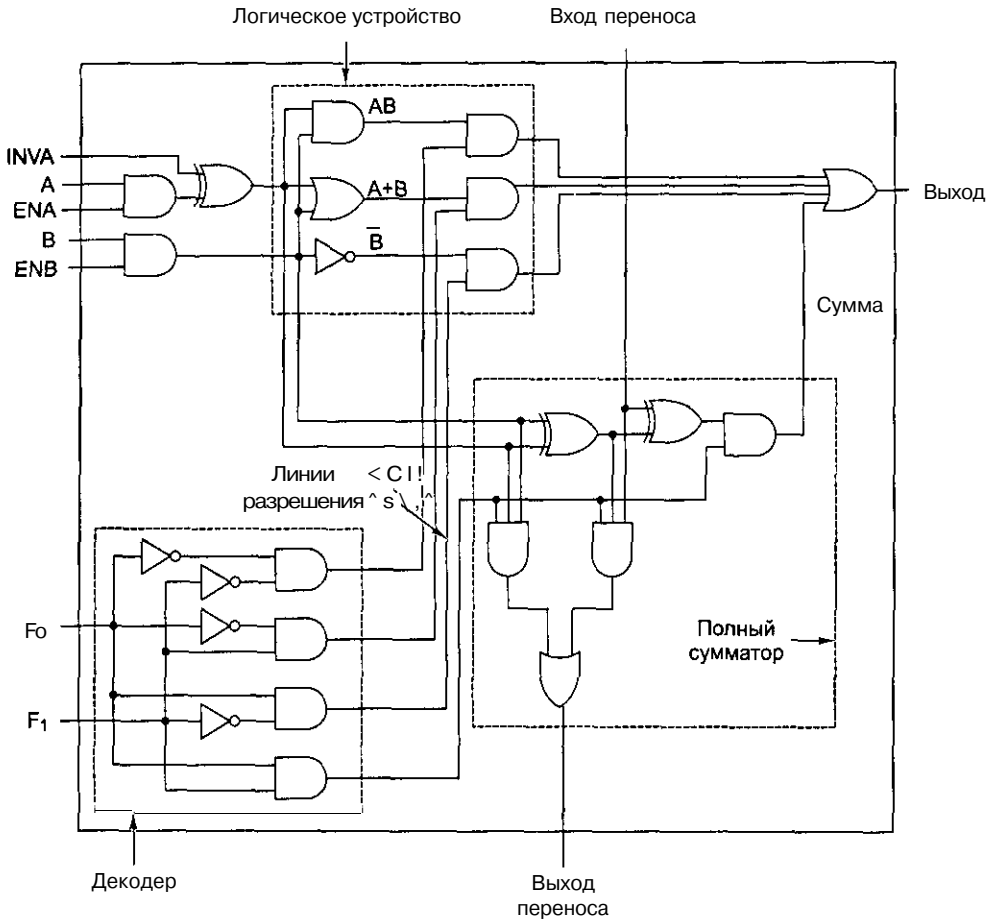 Логическое устройство
Вход переноса
INVA
A
ENA
B
ENB
AB
A+B
B̅
Выход
Сумма
Линии
разрешения
Fo
F₁
Полный
сумматор
Декодер
Выход
переноса